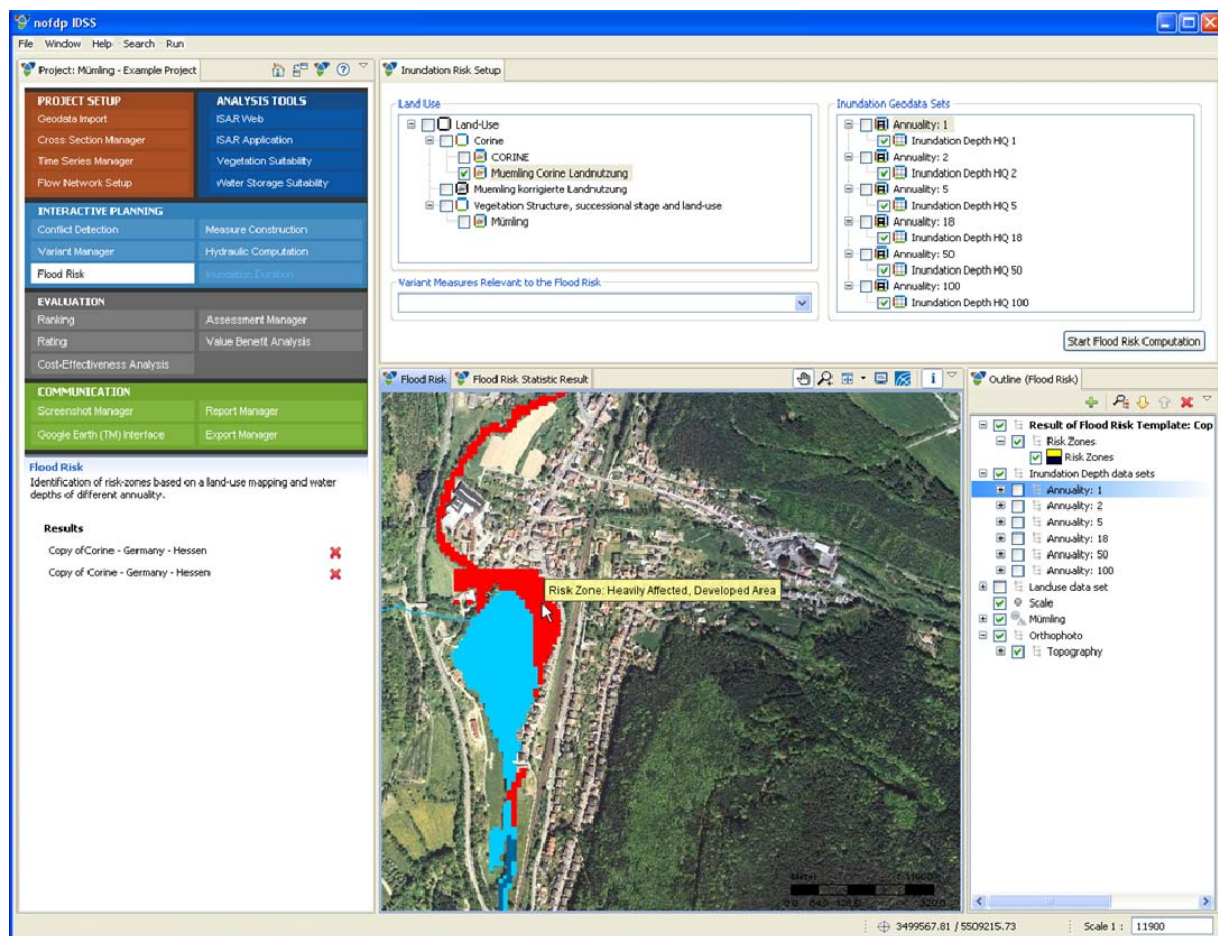 nofdp IDSS
File Window Help Search Run
Project: Mümling - Example Project
PROJECT SETUP
Geodata Import
Cross Section Manager
Time Series Manager
Flow Network Setup
ANALYSIS TOOLS
ISAR Web
ISAR Application
Vegetation Suitability
Water Storage Suitability
INTERACTIVE PLANNING
Conflict Detection Measure Construction
Variant Manager Hydraulic Computation
Flood Risk Inundation Duration
EVALUATION
Ranking Assessment Manager
Rating Value Benefit Analysis
Cost-Effectiveness Analysis
COMMUNICATION
Screenshot Manager Report Manager
Google Earth (TM) Interface Export Manager
Flood Risk
Identification of risk-zones based on a land-use mapping and water
depths of different annuality.
Results
Copy ofCorine - Germany - Hessen
Copy of Corine - Germany - Hessen
Inundation Risk Setup
Land Use
Land-Use
Corine
CORINE
Muemling Corine Landnutzung
Muemling korrigierte Landnutzung
Vegetation Structure, successional stage and land-use
Mümling
Variant Measures Relevant to the Flood Risk
Inundation Geodata Sets
Annuality: 1
Inundation Depth HQ 1
Annuality: 2
Inundation Depth HQ 2
Annuality: 5
Inundation Depth HQ 5
Annuality: 18
Inundation Depth HQ 18
Annuality: 50
Inundation Depth HQ 50
Annuality: 100
Inundation Depth HQ 100
Start Flood Risk Computation
Flood Risk Flood Risk Statistic Result
Risk Zone: Heavily Affected, Developed Area
Meter
Outline (Flood Risk)
Result of Flood Risk Template: Cop
Risk Zones
Risk Zones
Inundation Depth data sets
Annuality: 1
Annuality: 2
Annuality: 5
Annuality: 18
Annuality: 50
Annuality: 100
Landuse data set
Scale
Mümling
Orthophoto
Topography
3499567.81 / 5509215.73 Scale 1 : 11900